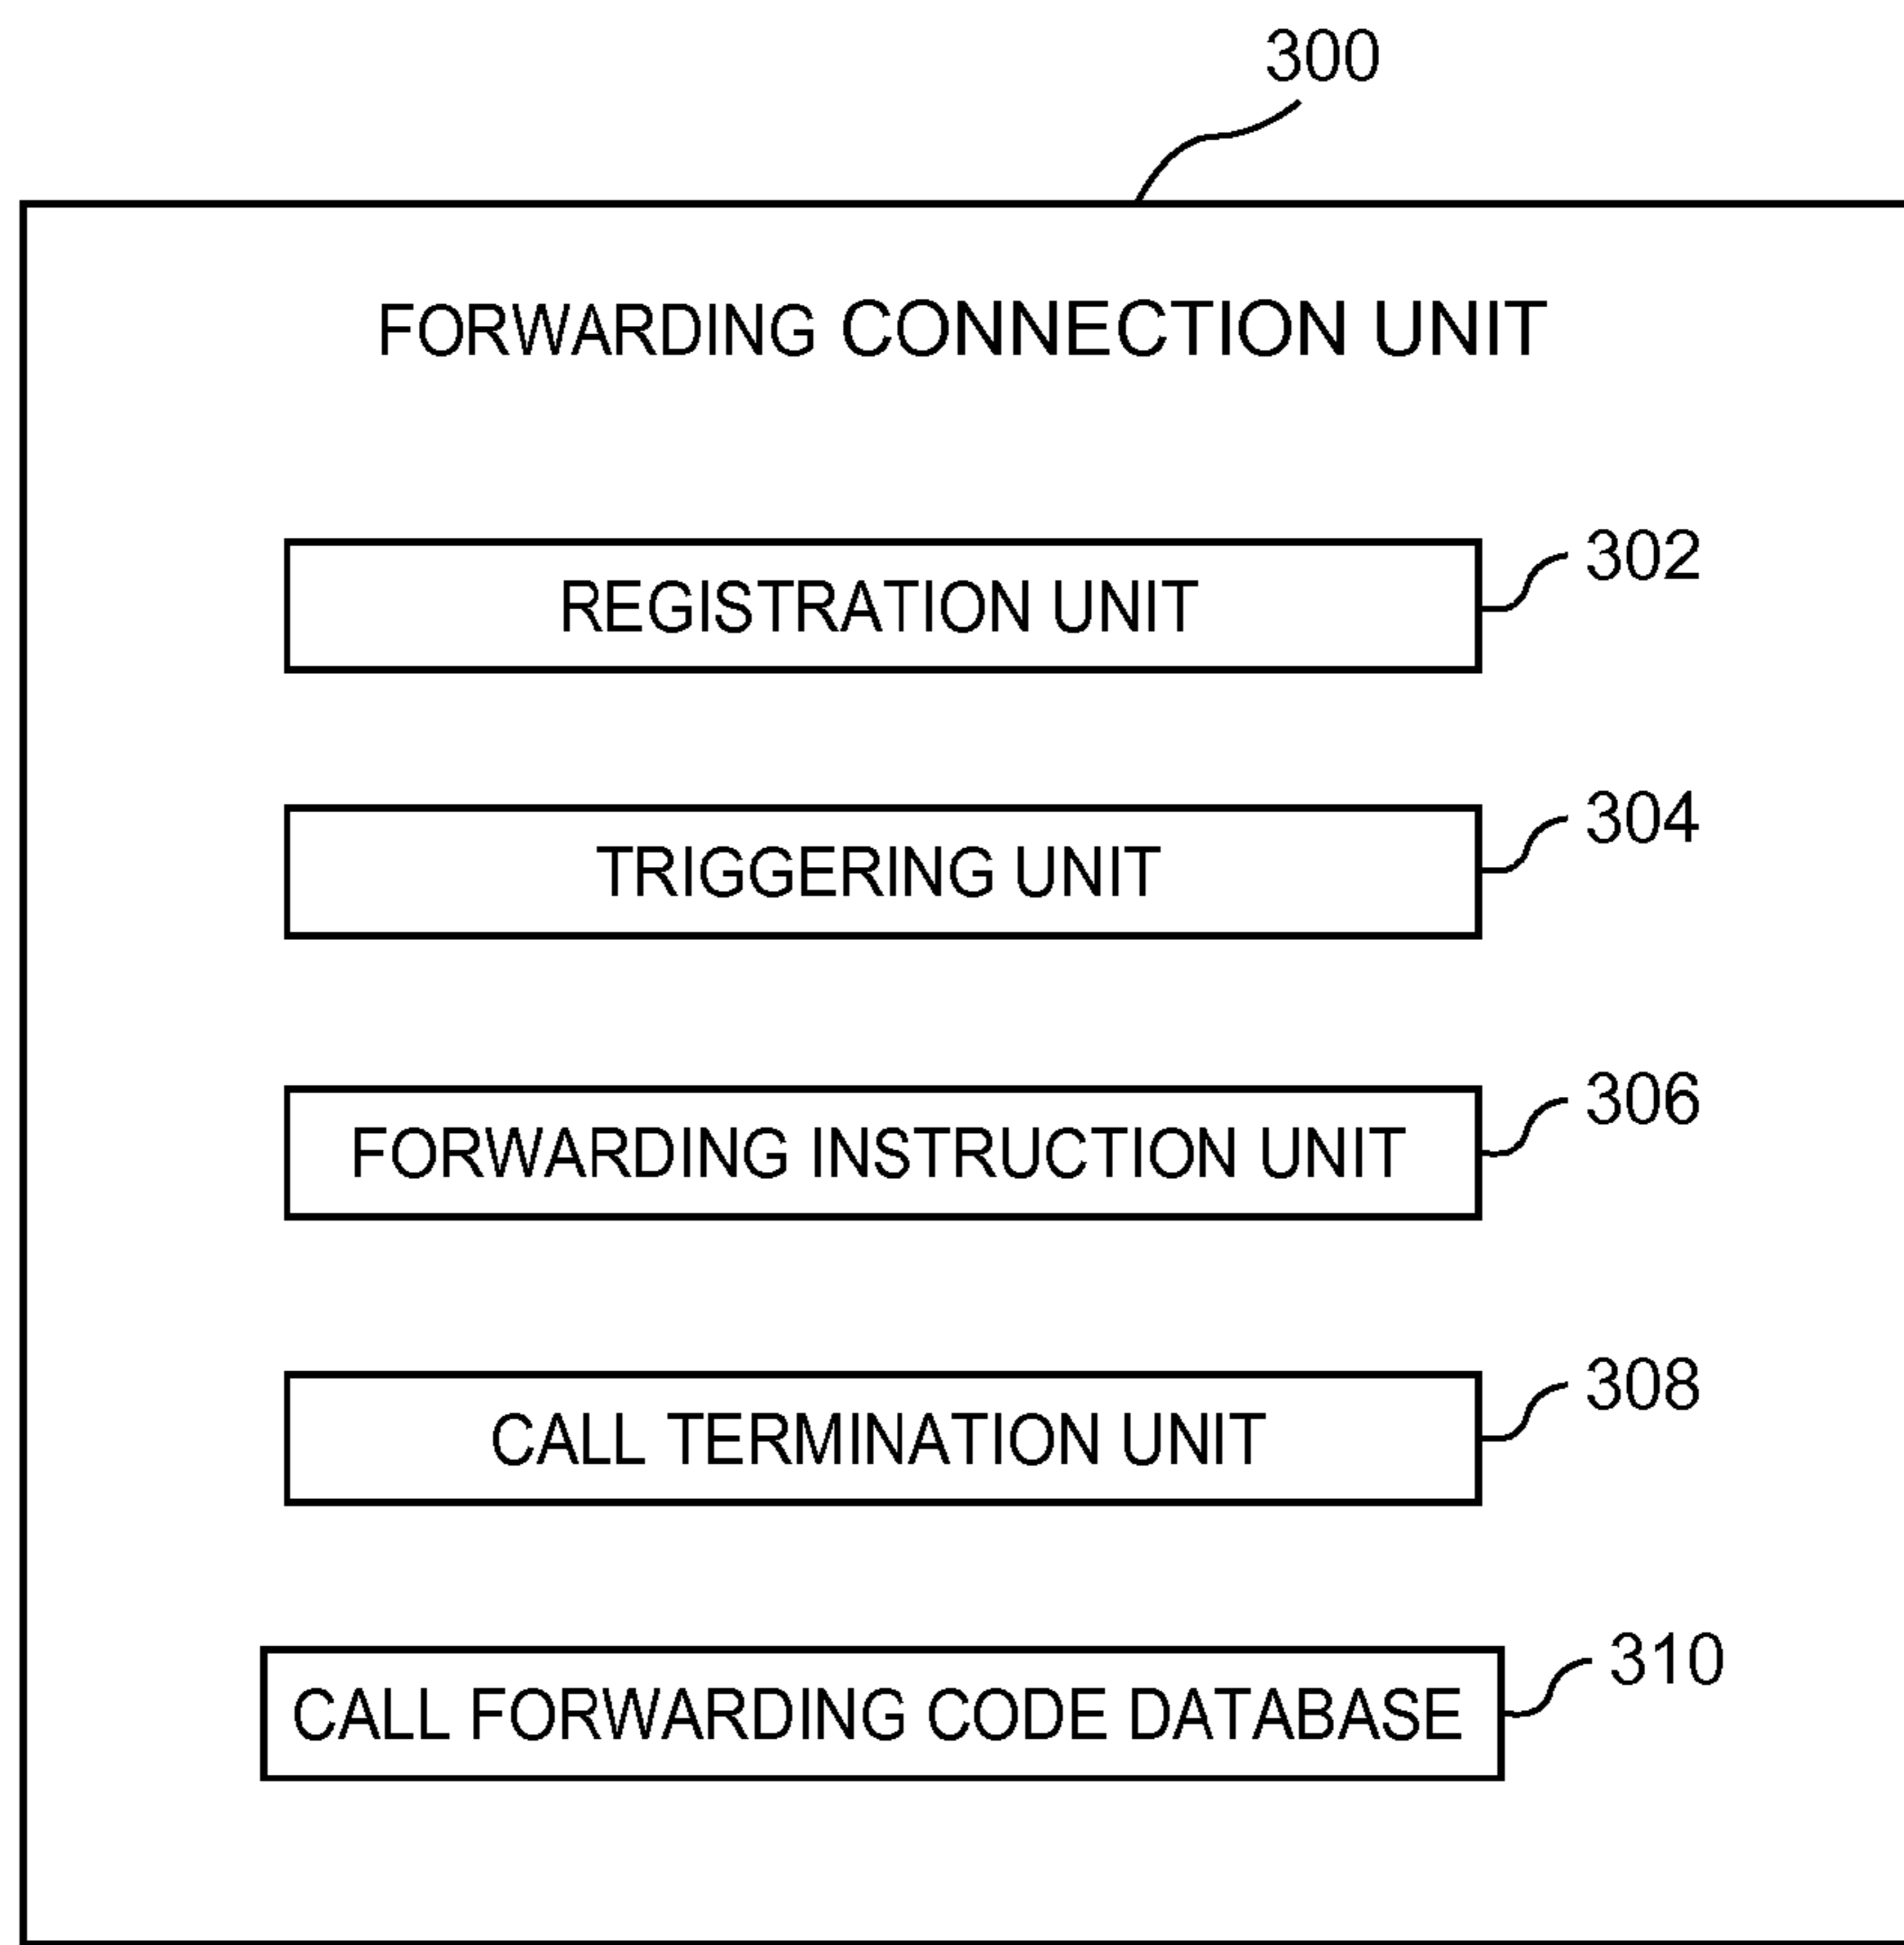 300
FORWARDING CONNECTION UNIT
REGISTRATION UNIT
302
TRIGGERING UNIT
304
FORWARDING INSTRUCTION UNIT
306
CALL TERMINATION UNIT
308
CALL FORWARDING CODE DATABASE
310